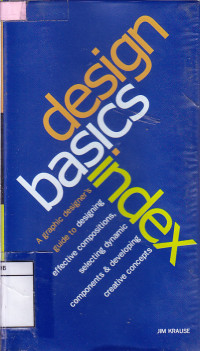 design
basics
index
A graphic designer's
guide to designing
effective compositions,
selecting dynamic
components & developing
creative concepts
JIM KRAUSE